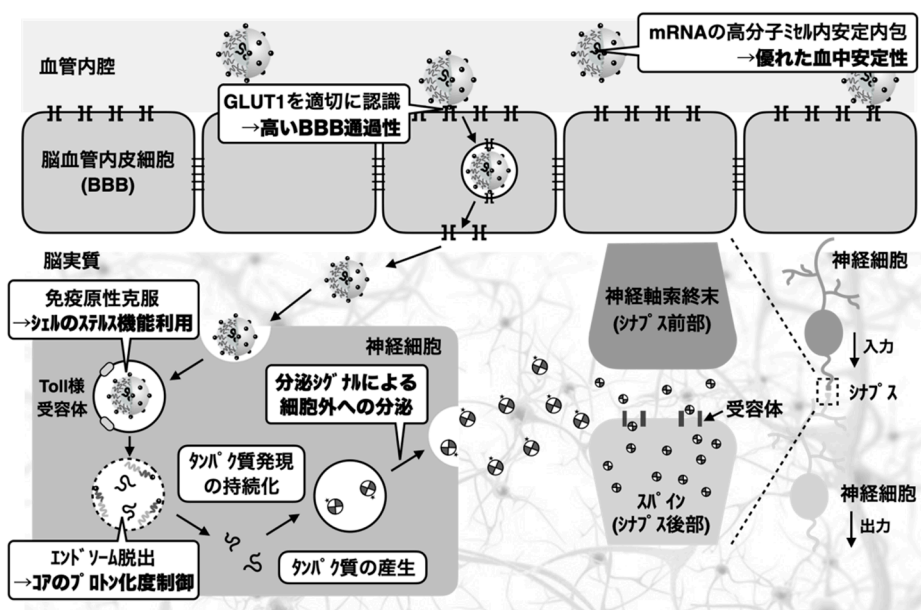 血管内腔
mRNAの高分子ﾐｾﾙ内安定内包
→優れた血中安定性
GLUT1を適切に認識
→高いBBB通過性
脳血管内皮細胞
(BBB)
脳実質
免疫原性克服
→ｼｪﾙのｽﾃﾙｽ機能利用
Toll様
受容体
神経細胞
分泌ｼｸﾞﾅﾙによる
細胞外への分泌
ﾀﾝﾊﾟｸ質発現
の持続化
ｴﾝﾄﾞｿｰﾑ脱出
→ｺｱのﾌﾟﾛﾄﾝ化度制御
ﾀﾝﾊﾟｸ質の産生
神経軸索終末
(ｼﾅﾌﾟｽ前部)
受容体
ｽﾊﾟｲﾝ
(ｼﾅﾌﾟｽ後部)
神経細胞
入力
ｼﾅﾌﾟｽ
神経細胞
出力